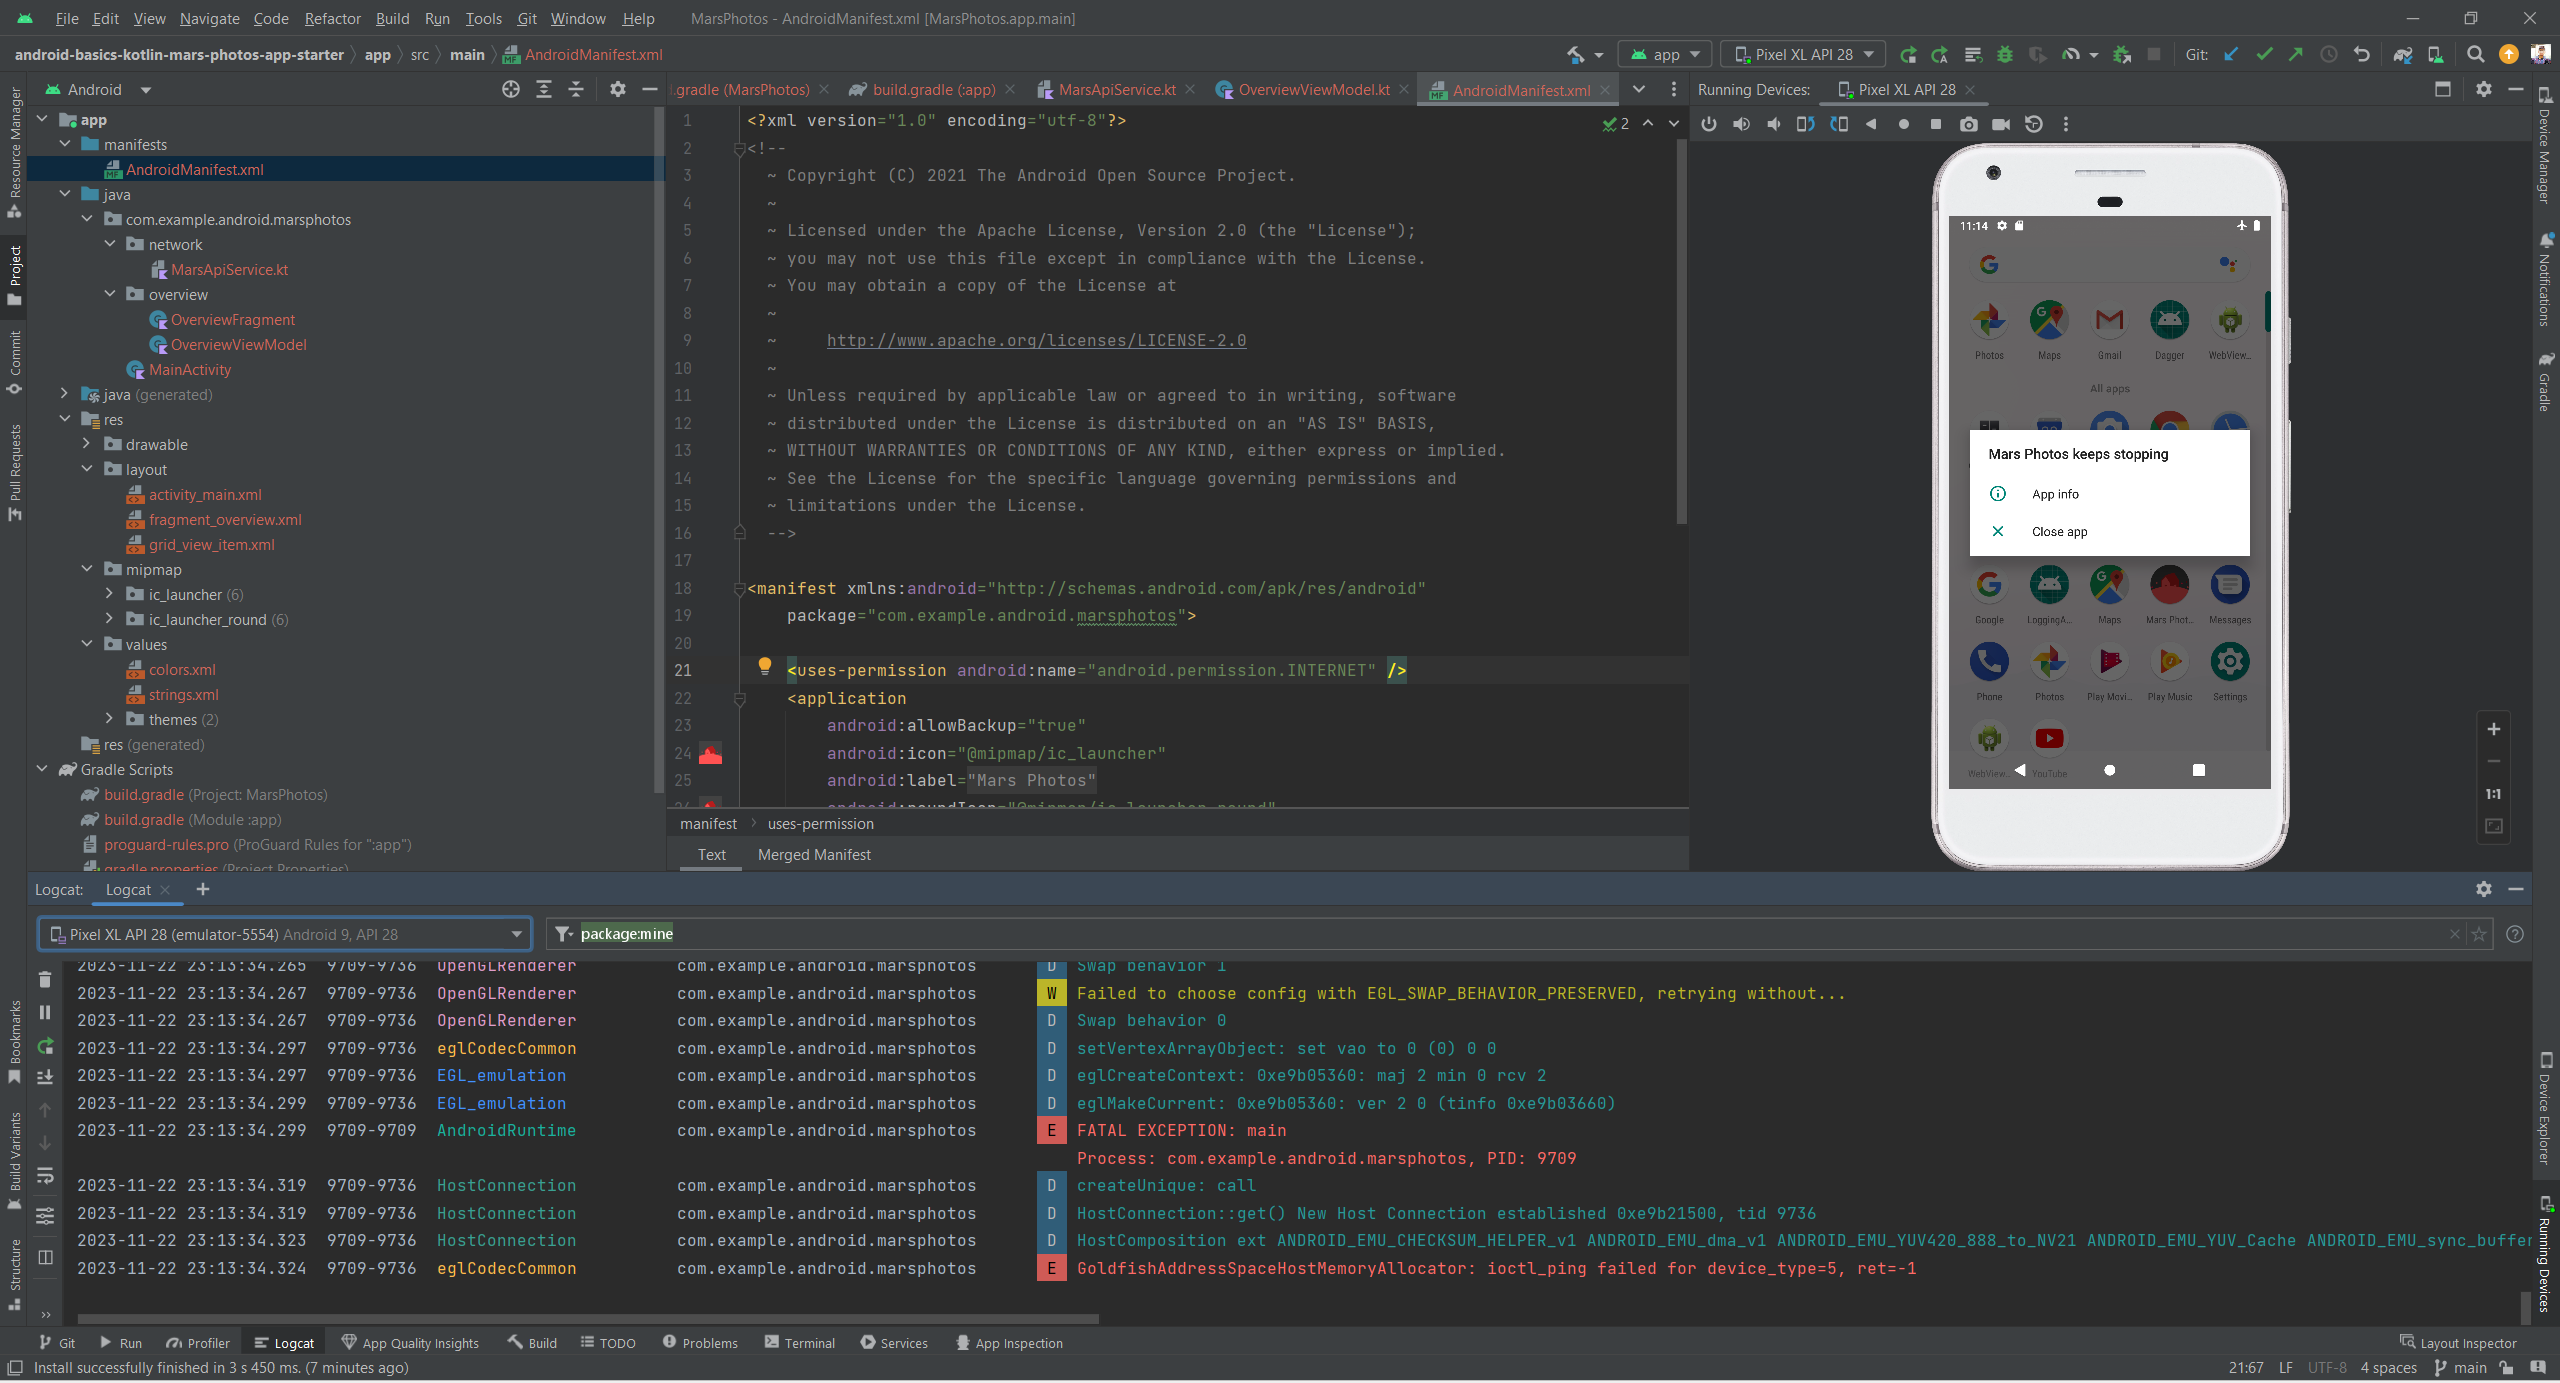 File Edit View Navigate Code Refactor Build Run Tools Git Window Help MarsPhotos - AndroidManifest.xml [MarsPhotos.app.main]
android-basics-kotlin-mars-photos-app-starter app src main AndroidManifest.xml app Pixel XL API 28 Git:
Android
.gradle (MarsPhotos) build.gradle (:app) MarsApiService.kt OverviewViewModel.kt AndroidManifest.xml
Running Devices: Pixel XL API 28
Resource Manager
Project
Commit
Pull Requests
Bookmarks
Build Variants
Structure
app
manifests
AndroidManifest.xml
java
com.example.android.marsphotos
network
MarsApiService.kt
overview
OverviewFragment
OverviewViewModel
MainActivity
java (generated)
res
drawable
layout
activity_main.xml
fragment_overview.xml
grid_view_item.xml
mipmap
ic_launcher (6)
ic_launcher_round (6)
values
colors.xml
strings.xml
themes (2)
res (generated)
Gradle Scripts
build.gradle (Project: MarsPhotos)
build.gradle (Module :app)
proguard-rules.pro (ProGuard Rules for ":app")
gradle.properties (Project Properties)
2
1 <?xml version="1.0" encoding="utf-8"?>
2 <!--
3 ~ Copyright (C) 2021 The Android Open Source Project.
4 ~
5 ~ Licensed under the Apache License, Version 2.0 (the "License");
6 ~ you may not use this file except in compliance with the License.
7 ~ You may obtain a copy of the License at
8 ~
9 ~ http://www.apache.org/licenses/LICENSE-2.0
10 ~
11 ~ Unless required by applicable law or agreed to in writing, software
12 ~ distributed under the License is distributed on an "AS IS" BASIS,
13 ~ WITHOUT WARRANTIES OR CONDITIONS OF ANY KIND, either express or implied.
14 ~ See the License for the specific language governing permissions and
15 ~ limitations under the License.
16 -->
17
18 <manifest xmlns:android="http://schemas.android.com/apk/res/android"
19 package="com.example.android.marsphotos">
20
21 <uses-permission android:name="android.permission.INTERNET" />
22 <application
23 android:allowBackup="true"
24 android:icon="@mipmap/ic_launcher"
25 android:label="Mars Photos"
26 android:roundIcon="@mipmap/ic_launcher_round"
manifest uses-permission
Text Merged Manifest
11:14
Photos Maps Gmail Dagger WebView...
All apps
Mars Photos keeps stopping
App info
Close app
Google LoggingA... Maps Mars Phot... Messages
Phone Photos Play Movi... Play Music Settings
WebView... YouTube
1:1
Device Manager
Notifications
Gradle
Device Explorer
Running Devices
Logcat: Logcat
Pixel XL API 28 (emulator-5554) Android 9, API 28 package:mine
2023-11-22 23:13:34.265 9709-9736 OpenGLRenderer com.example.android.marsphotos D Swap behavior 1
2023-11-22 23:13:34.267 9709-9736 OpenGLRenderer com.example.android.marsphotos W Failed to choose config with EGL_SWAP_BEHAVIOR_PRESERVED, retrying without...
2023-11-22 23:13:34.267 9709-9736 OpenGLRenderer com.example.android.marsphotos D Swap behavior 0
2023-11-22 23:13:34.297 9709-9736 eglCodecCommon com.example.android.marsphotos D setVertexArrayObject: set vao to 0 (0) 0 0
2023-11-22 23:13:34.297 9709-9736 EGL_emulation com.example.android.marsphotos D eglCreateContext: 0xe9b05360: maj 2 min 0 rcv 2
2023-11-22 23:13:34.299 9709-9736 EGL_emulation com.example.android.marsphotos D eglMakeCurrent: 0xe9b05360: ver 2 0 (tinfo 0xe9b03660)
2023-11-22 23:13:34.299 9709-9709 AndroidRuntime com.example.android.marsphotos E FATAL EXCEPTION: main
Process: com.example.android.marsphotos, PID: 9709
2023-11-22 23:13:34.319 9709-9736 HostConnection com.example.android.marsphotos D createUnique: call
2023-11-22 23:13:34.319 9709-9736 HostConnection com.example.android.marsphotos D HostConnection::get() New Host Connection established 0xe9b21500, tid 9736
2023-11-22 23:13:34.323 9709-9736 HostConnection com.example.android.marsphotos D HostComposition ext ANDROID_EMU_CHECKSUM_HELPER_v1 ANDROID_EMU_dma_v1 ANDROID_EMU_YUV420_888_to_NV21 ANDROID_EMU_YUV_Cache ANDROID_EMU_sync_buffer
2023-11-22 23:13:34.324 9709-9736 eglCodecCommon com.example.android.marsphotos E GoldfishAddressSpaceHostMemoryAllocator: ioctl_ping failed for device_type=5, ret=-1
Git Run Profiler Logcat App Quality Insights Build TODO Problems Terminal Services App Inspection Layout Inspector
Install successfully finished in 3 s 450 ms. (7 minutes ago) 21:67 LF UTF-8 4 spaces main